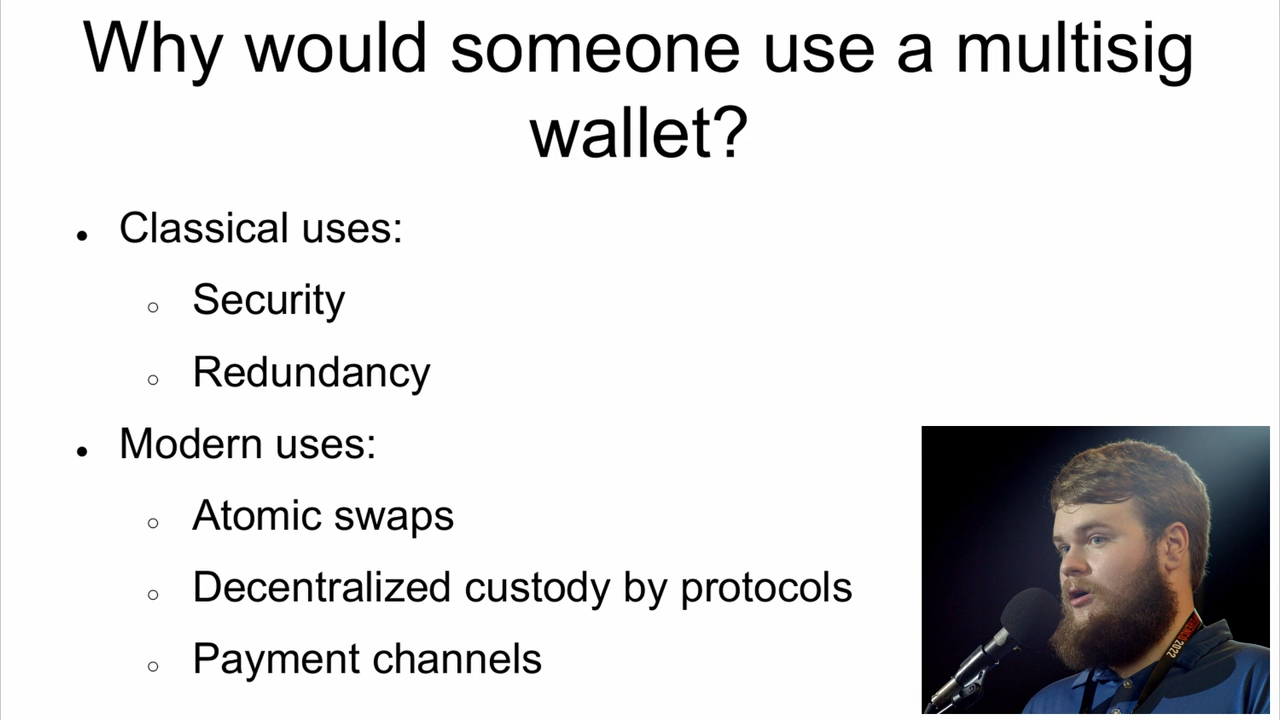 Why would someone use a multisig
wallet?
• Classical uses:
○ Security
○ Redundancy
• Modern uses:
○ Atomic swaps
○ Decentralized custody by protocols
○ Payment channels
2022